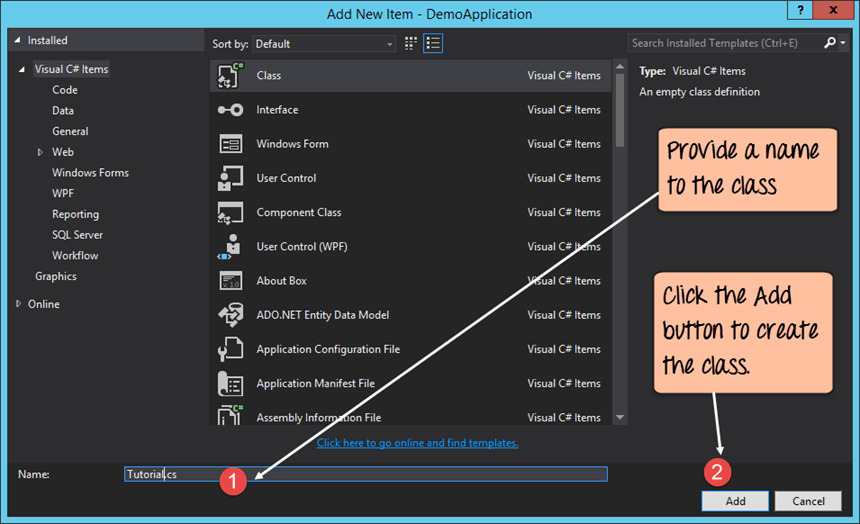 Add New Item - DemoApplication
?
x
Installed
Sort by: Default
Search Installed Templates (Ctrl+E)
Visual C# Items
Code
Data
General
Web
Windows Forms
WPF
Reporting
SQL Server
Workflow
Graphics
Online
Class Visual C# Items
Interface Visual C# Items
Windows Form Visual C# Items
User Control Visual C# Items
Component Class Visual C# Items
User Control (WPF) Visual C# Items
About Box Visual C# Items
ADO.NET Entity Data Model Visual C# Items
Application Configuration File Visual C# Items
Application Manifest File Visual C# Items
Assembly Information File Visual C# Items
Click here to go online and find templates.
Type: Visual C# Items
An empty class definition
Provide a name
to the class
Click the Add
button to create
the class.
Name: Tutorial.cs
1
2
Add Cancel